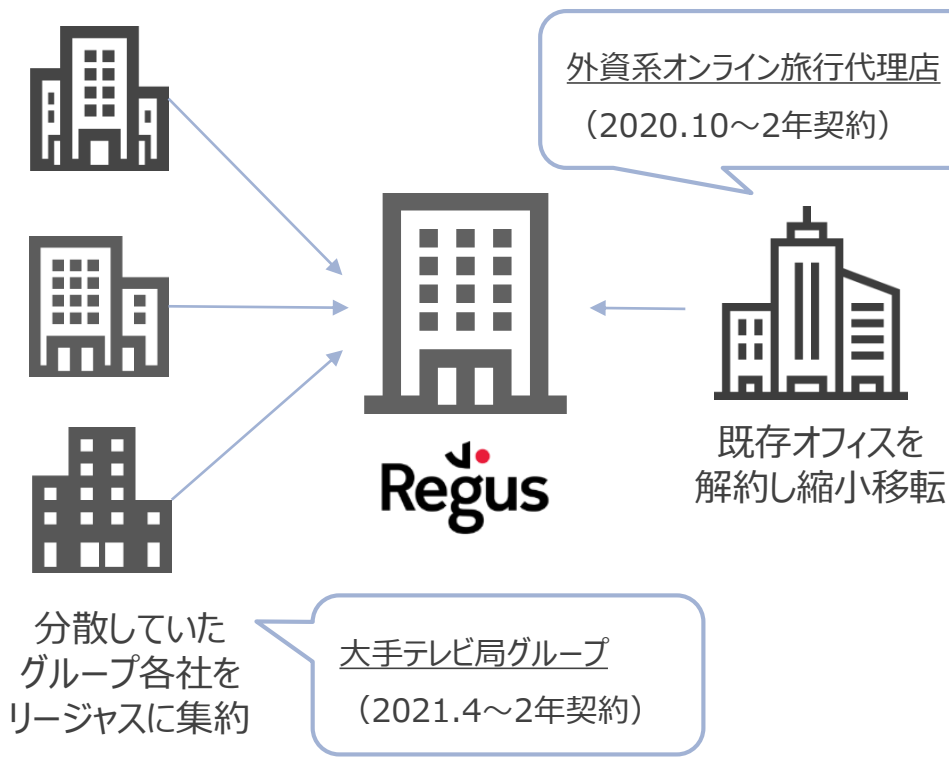 外資系オンライン旅行代理店
（2020.10～2年契約）
Regus
既存オフィスを
解約し縮小移転
分散していた
グループ各社を
リージャスに集約
大手テレビ局グループ
（2021.4～2年契約）